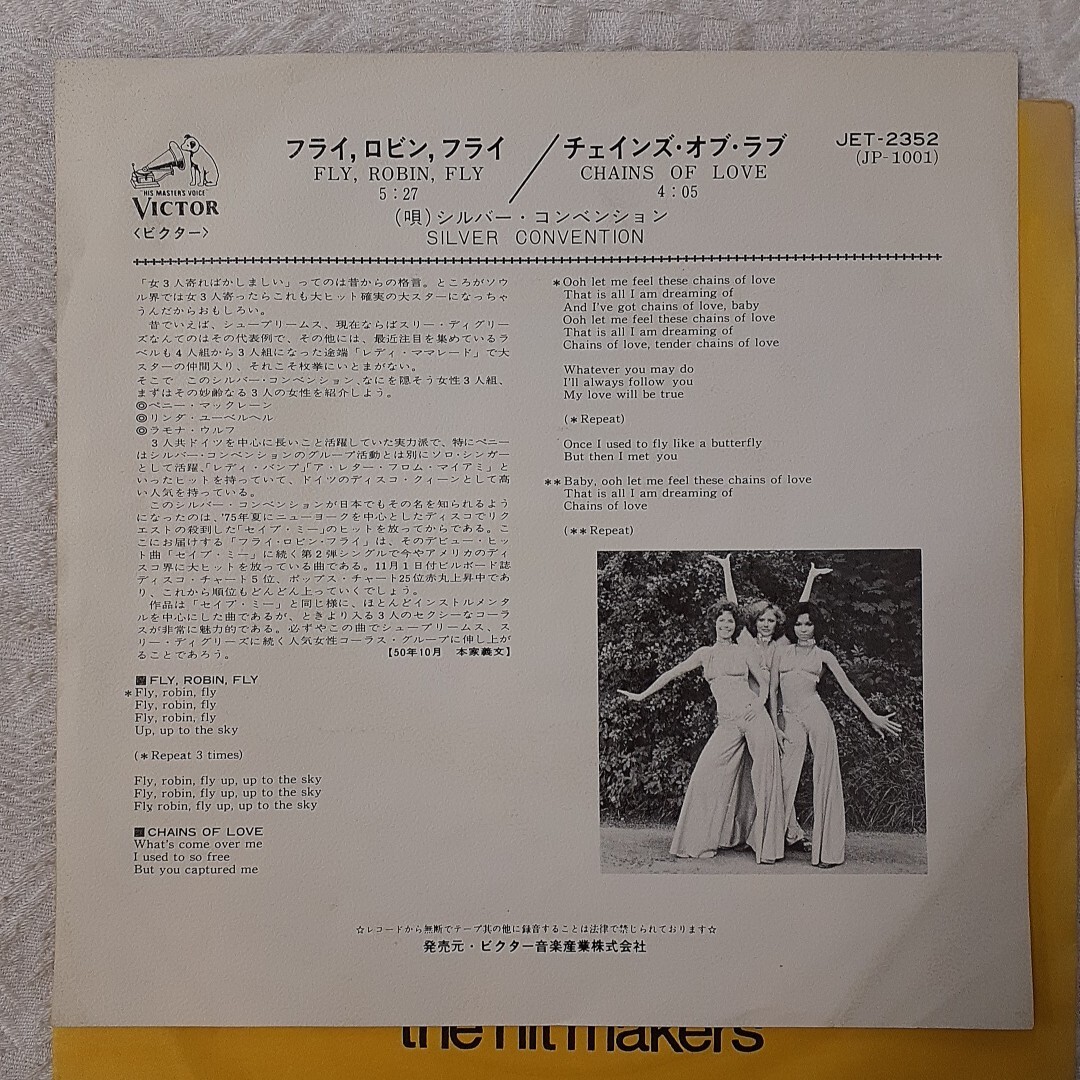 HIS MASTER'S VOICE
VICTOR
〈ビクター〉
フライ,ロビン,フライ
FLY, ROBIN, FLY
5:27
チェインズ・オブ・ラブ
CHAINS OF LOVE
4:05
JET-2352
(JP-1001)
(唄)シルバー・コンベンション
SILVER CONVENTION
「女3人寄ればかしましい」ってのは昔からの格言。ところがソウ
ル界では女3人寄ったらこれも大ヒット確実の大スターになっちゃ
うんだからおもしろい。
昔でいえば、シュープリームス、現在ならばスリー・ディグリー
ズなんてのはその代表例で、その他には、最近注目を集めているラ
ベルも4人組から3人組になった途端「レディ・ママレード」で大
スターの仲間入り、それこそ枚挙にいとまがない。
そこで このシルバー・コンベンション、なにを隠そう女性3人組、
まずはその妙齢なる3人の女性を紹介しよう。
◎ペニー・マックレーン
◎リンダ・ユーベルヘル
◎ラモナ・ウルフ
3人共ドイツを中心に長いこと活躍していた実力派で、特にペニー
はシルバー・コンベンションのグループ活動とは別にソロ・シンガー
として活躍、「レディ・バンプ」「ア・レター・フロム・マイアミ」と
いったヒットを持っていて、ドイツのディスコ・クィーンとして高
い人気を持っている。
このシルバー・コンベンションが日本でもその名を知られるよう
になったのは、'75年夏にニューヨークを中心としたディスコでリク
エストの殺到した「セイブ・ミー」のヒットを放ってからである。こ
こにお届けする「フライ・ロビン・フライ」は、そのデビュー・ヒッ
ト曲「セイブ・ミー」に続く第2弾シングルで今やアメリカのディ
スコ界に大ヒットを放っている曲である。11月1日付ビルボード誌
ディスコ・チャート5位、ポップス・チャート25位赤丸上昇中であ
り、これから順位もどんどん上っていくでしょう。
作品は「セイブ・ミー」と同じ様に、ほとんどインストルメンタ
ルを中心にした曲であるが、ときより入る3人のセクシーなコーラ
スが非常に魅力的である。必ずやこの曲でシュープリームス、ス
リー・ディグリーズに続く人気女性コーラス・グループに伸し上が
ることであろう。
【50年10月 本家義文】
FLY, ROBIN, FLY
*Fly, robin, fly
Fly, robin, fly
Fly, robin, fly
Up, up to the sky
(*Repeat 3 times)
Fly, robin, fly up, up to the sky
Fly, robin, fly up, up to the sky
Fly robin, fly up, up to the sky
CHAINS OF LOVE
What's come over me
I used to so free
But you captured me
*Ooh let me feel these chains of love
That is all I am dreaming of
And I've got chains of love, baby
Ooh let me feel these chains of love
That is all I am dreaming of
Chains of love, tender chains of love
Whatever you may do
I'll always follow you
My love will be true
(*Repeat)
Once I used to fly like a butterfly
But then I met you
**Baby, ooh let me feel these chains of love
That is all I am dreaming of
Chains of love
(**Repeat)
☆レコードから無断でテープ其の他に録音することは法律で禁じられております☆
発売元・ビクター音楽産業株式会社
the hit makers